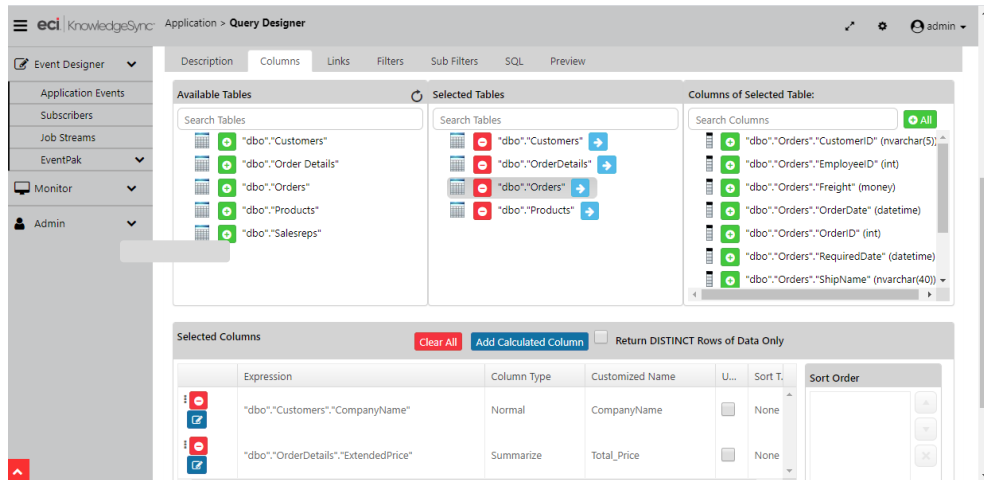 eci KnowledgeSync
Application > Query Designer
admin
Event Designer
Application Events
Subscribers
Job Streams
EventPak
Monitor
Admin
Description Columns Links Filters Sub Filters SQL Preview
Available Tables
Search Tables
"dbo"."Customers"
"dbo"."Order Details"
"dbo"."Orders"
"dbo"."Products"
"dbo"."Salesreps"
Selected Tables
Search Tables
"dbo"."Customers"
"dbo"."OrderDetails"
"dbo"."Orders"
"dbo"."Products"
Columns of Selected Table:
Search Columns All
"dbo"."Orders"."CustomerID" (nvarchar(5))
"dbo"."Orders"."EmployeeID" (int)
"dbo"."Orders"."Freight" (money)
"dbo"."Orders"."OrderDate" (datetime)
"dbo"."Orders"."OrderID" (int)
"dbo"."Orders"."RequiredDate" (datetime)
"dbo"."Orders"."ShipName" (nvarchar(40))
Selected Columns Clear All Add Calculated Column Return DISTINCT Rows of Data Only
Expression Column Type Customized Name U... Sort T. Sort Order
"dbo"."Customers"."CompanyName" Normal CompanyName None
"dbo"."OrderDetails"."ExtendedPrice" Summarize Total_Price None